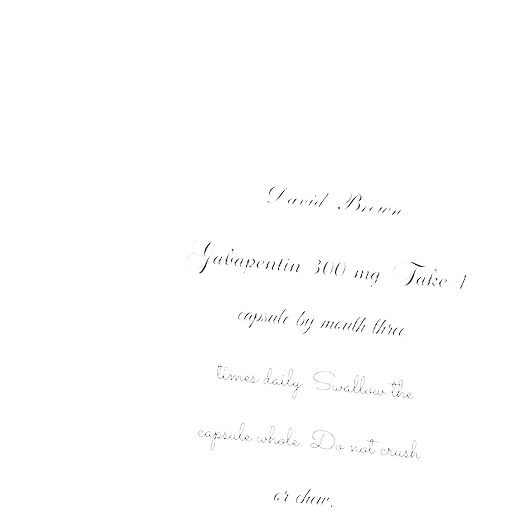 David Brown
Gabapentin 300 mg Take 1
capsule by mouth three
times daily. Swallow the
capsule whole. Do not crush
or chew.